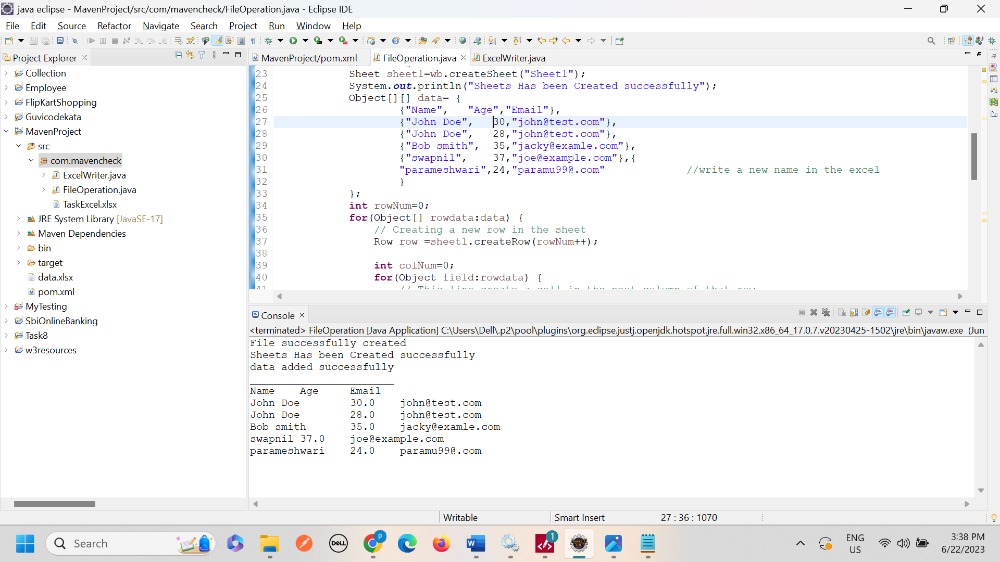 java eclipse - MavenProject/src/com/mavencheck/FileOperation.java - Eclipse IDE
File Edit Source Refactor Navigate Search Project Run Window Help
Project Explorer
Collection
Employee
FlipKartShopping
Guvicodekata
MavenProject
src
com.mavencheck
ExcelWriter.java
FileOperation.java
TaskExcel.xlsx
JRE System Library [JavaSE-17]
Maven Dependencies
bin
target
data.xlsx
pom.xml
MyTesting
SbiOnlineBanking
Task8
w3resources
MavenProject/pom.xml FileOperation.java ExcelWriter.java
23 Sheet sheet1=wb.createSheet("Sheet1");
24 System.out.println("Sheets Has been Created successfully");
25 Object[][] data= {
26 {"Name", "Age","Email"},
27 {"John Doe", 30,"john@test.com"},
28 {"John Doe", 28,"john@test.com"},
29 {"Bob smith", 35,"jacky@examle.com"},
30 {"swapnil", 37,"joe@example.com"},{
31 "parameshwari",24,"paramu99@.com" //write a new name in the excel
32 }
33 };
34 int rowNum=0;
35 for(Object[] rowdata:data) {
36 // Creating a new row in the sheet
37 Row row =sheet1.createRow(rowNum++);
38
39 int colNum=0;
40 for(Object field:rowdata) {
41 // This line create a cell in the next column of that row
Console
<terminated> FileOperation [Java Application] C:\Users\Dell\.p2\pool\plugins\org.eclipse.justj.openjdk.hotspot.jre.full.win32.x86_64_17.0.7.v20230425-1502\jre\bin\javaw.exe (Jun
File successfully created
Sheets Has been Created successfully
data added successfully
_______________________
Name Age Email
John Doe 30.0 john@test.com
John Doe 28.0 john@test.com
Bob smith 35.0 jacky@examle.com
swapnil 37.0 joe@example.com
parameshwari 24.0 paramu99@.com
Writable Smart Insert 27 : 36 : 1070
Search
DELL
P
1
Java EE
IDE
ENG
US
3:38 PM
6/22/2023